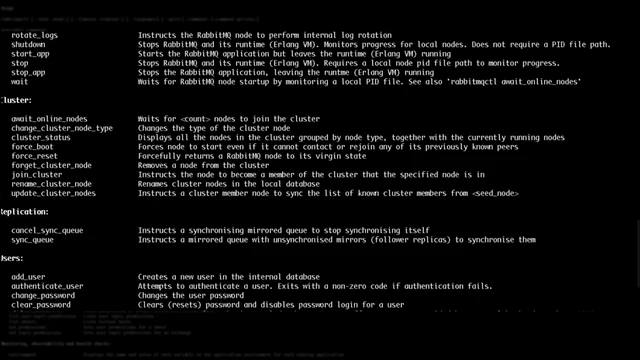 rotate_logs Instructs the RabbitMQ node to perform internal log rotation
shutdown Stops RabbitMQ and its runtime (Erlang VM). Monitors progress for local nodes. Does not require a PID file path.
start_app Starts the RabbitMQ application but leaves the runtime (Erlang VM) running
stop Stops RabbitMQ and its runtime (Erlang VM). Requires a local node pid file path to monitor progress.
stop_app Stops the RabbitMQ application, leaving the runtime (Erlang VM) running
wait Waits for RabbitMQ node startup by monitoring a local PID file. See also 'rabbitmqctl await_online_nodes'
Cluster:
await_online_nodes Waits for <count> nodes to join the cluster
change_cluster_node_type Changes the type of the cluster node
cluster_status Displays all the nodes in the cluster grouped by node type, together with the currently running nodes
force_boot Forces node to start even if it cannot contact or rejoin any of its previously known peers
force_reset Forcefully returns a RabbitMQ node to its virgin state
forget_cluster_node Removes a node from the cluster
join_cluster Instructs the node to become a member of the cluster that the specified node is in
rename_cluster_node Renames cluster nodes in the local database
update_cluster_nodes Instructs a cluster member node to sync the list of known cluster members from <seed_node>
Replication:
cancel_sync_queue Instructs a synchronising mirrored queue to stop synchronising itself
sync_queue Instructs a mirrored queue with unsynchronised mirrors (follower replicas) to synchronise them
Users:
add_user Creates a new user in the internal database
authenticate_user Attempts to authenticate a user. Exits with a non-zero code if authentication fails.
change_password Changes the user password
clear_password Clears (resets) password and disables password login for a user